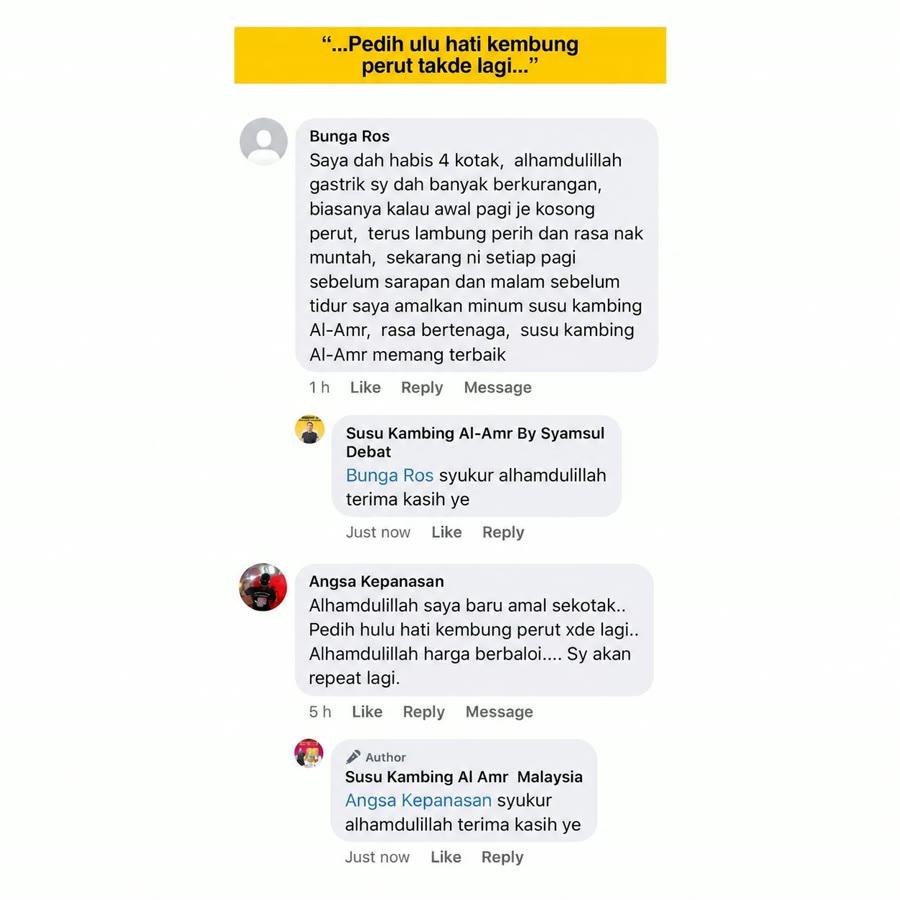 “...Pedih ulu hati kembung
perut takde lagi...”
Bunga Ros
Saya dah habis 4 kotak, alhamdulillah
gastrik sy dah banyak berkurangan,
biasanya kalau awal pagi je kosong
perut, terus lambung perih dan rasa nak
muntah, sekarang ni setiap pagi
sebelum sarapan dan malam sebelum
tidur saya amalkan minum susu kambing
Al-Amr, rasa bertenaga, susu kambing
Al-Amr memang terbaik
1 h Like Reply Message
Susu Kambing Al-Amr By Syamsul
Debat
Bunga Ros syukur alhamdulillah
terima kasih ye
Just now Like Reply
Angsa Kepanasan
Alhamdulillah saya baru amal sekotak..
Pedih hulu hati kembung perut xde lagi..
Alhamdulillah harga berbaloi.... Sy akan
repeat lagi.
5 h Like Reply Message
Author
Susu Kambing Al Amr Malaysia
Angsa Kepanasan syukur
alhamdulillah terima kasih ye
Just now Like Reply